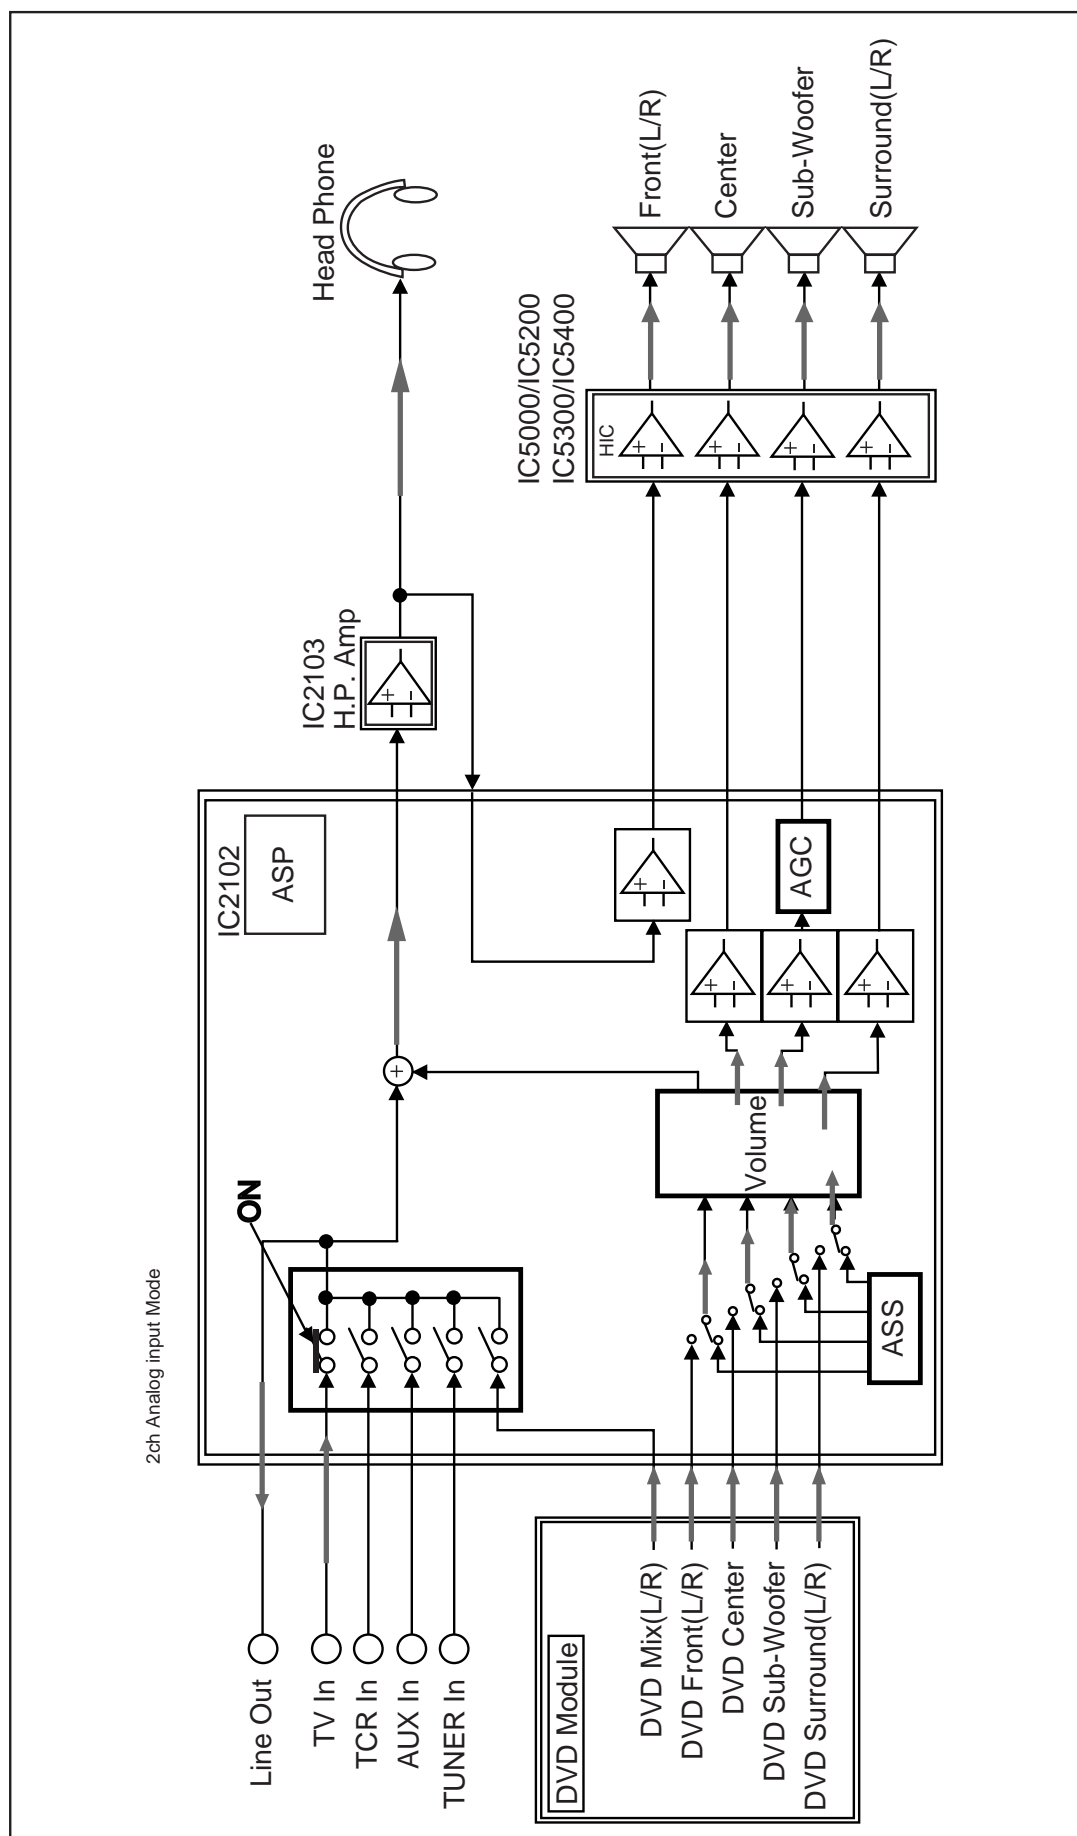 2ch Analog input Mode
Line Out
TV In
TCR In
AUX In
TUNER In
DVD Module
DVD Mix(L/R)
DVD Front(L/R)
DVD Center
DVD Sub-Woofer
DVD Surround(L/R)
ON
ASS
Volume
IC2102
ASP
+
+
-
+
-
+
-
+
-
AGC
IC2103
H.P. Amp
+
-
IC5000/IC5200
IC5300/IC5400
HIC
+
-
+
-
+
-
+
-
Head Phone
Front(L/R)
Center
Sub-Woofer
Surround(L/R)